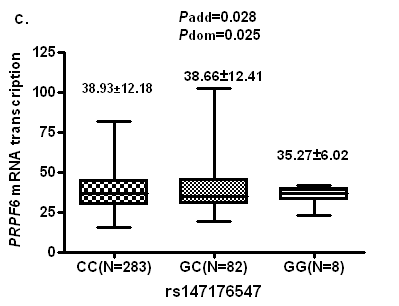 C.
Padd=0.028
Pdom=0.025
PRPF6 mRNA transcription
125
100
75
50
25
0
38.93±12.18
38.66±12.41
35.27±6.02
CC(N=283) GC(N=82) GG(N=8)
rs147176547